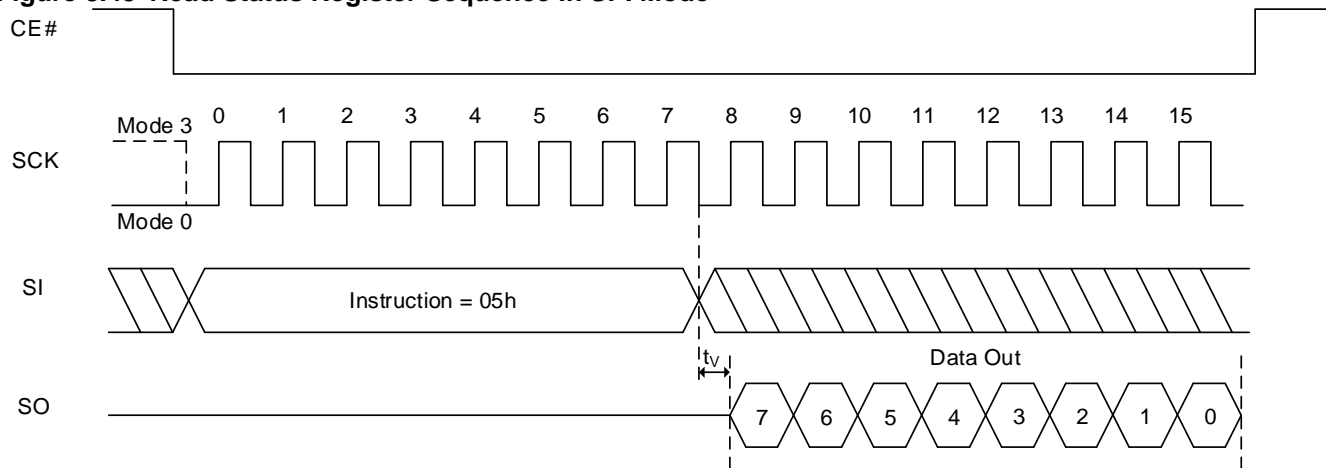 CE#
0 1 2 3 4 5 6 7 8 9 10 11 12 13 14 15
Mode 3
SCK
Mode 0
SI
Instruction = 05h
tV
Data Out
SO
7 6 5 4 3 2 1 0